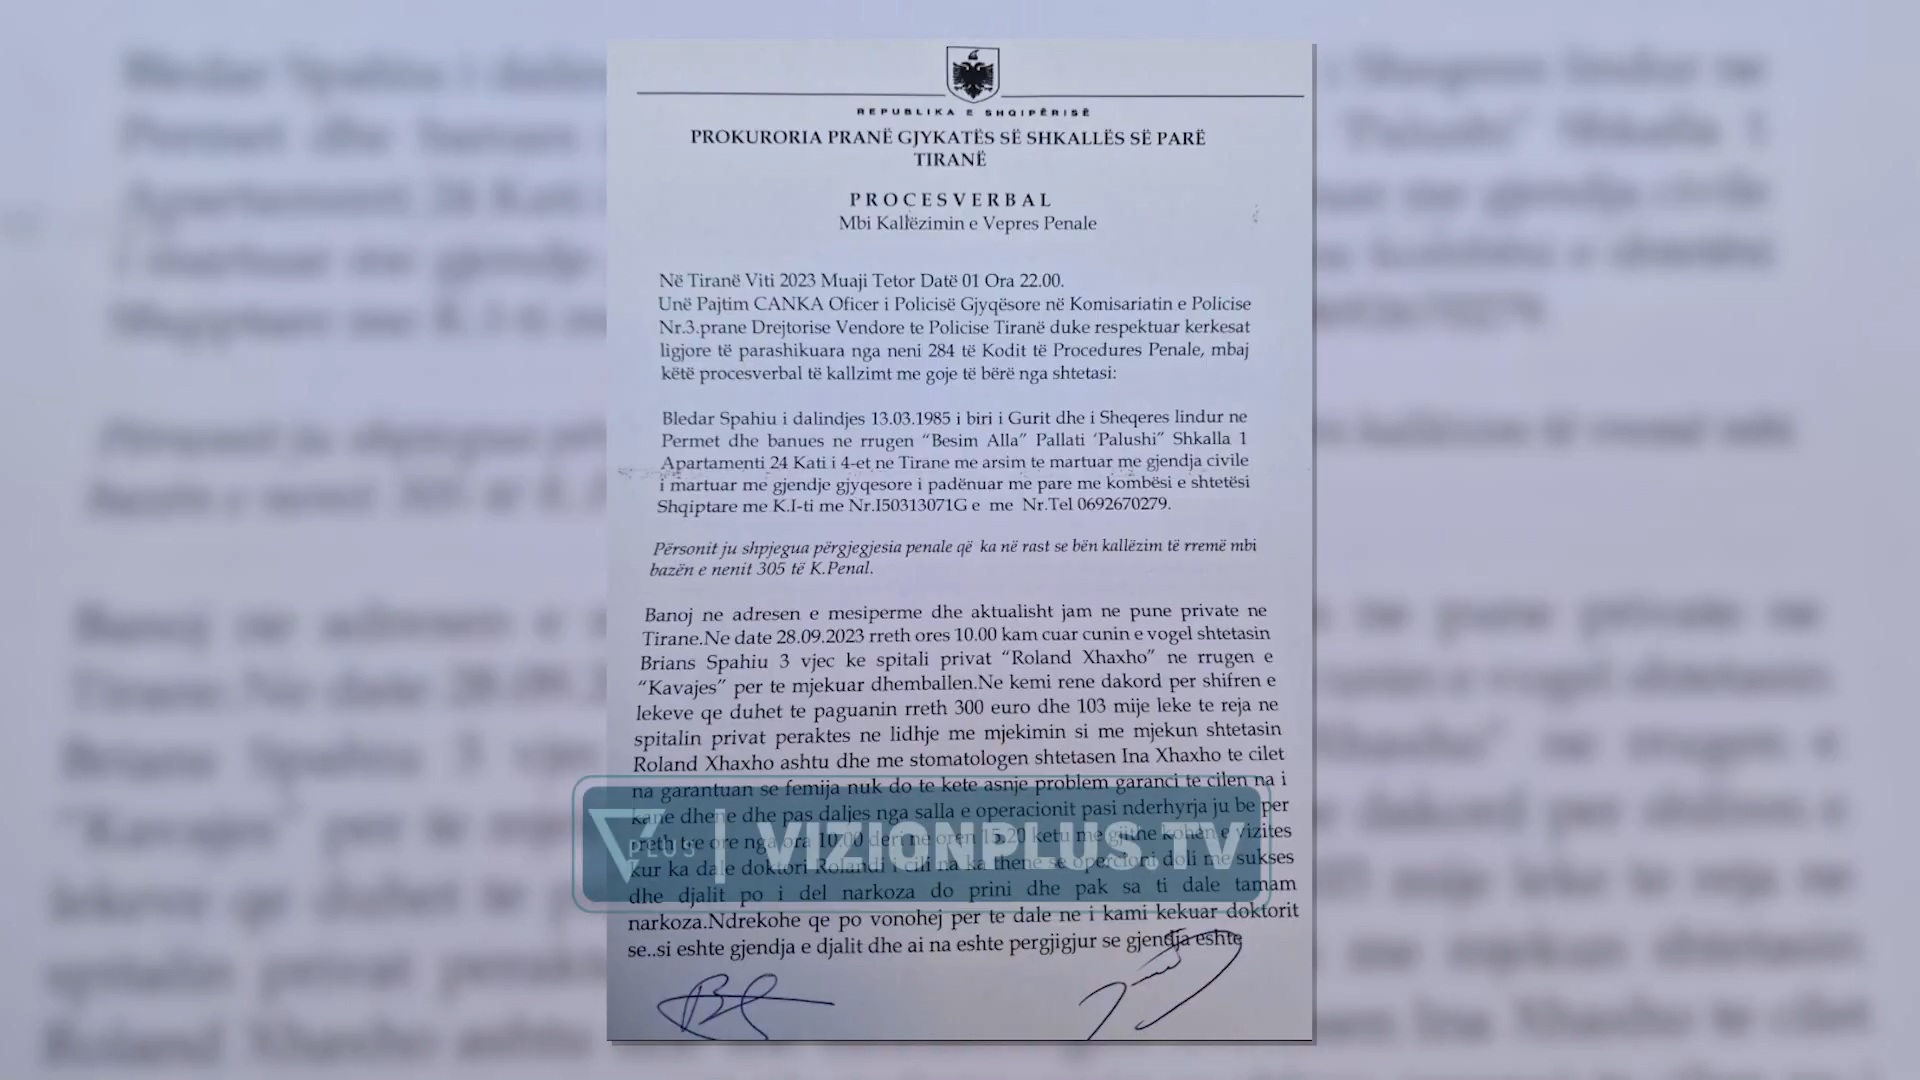 REPUBLIKA E SHQIPËRISË
PROKURORIA PRANË GJYKATËS SË SHKALLËS SË PARË
TIRANË
PROCESVERBAL
Mbi Kallëzimin e Vepres Penale
Në Tiranë Viti 2023 Muaji Tetor Datë 01 Ora 22.00.
Unë Pajtim CANKA Oficer i Policisë Gjyqësore në Komisariatin e Policise
Nr.3.prane Drejtorise Vendore te Policise Tiranë duke respektuar kerkesat
ligjore të parashikuara nga neni 284 të Kodit të Procedures Penale, mbaj
këtë procesverbal të kallzimt me goje të bërë nga shtetasi:
Bledar Spahiu i dalindjes 13.03.1985 i biri i Gurit dhe i Sheqeres lindur ne
Permet dhe banues ne rrugen “Besim Alla” Pallati ‘Palushi” Shkalla 1
Apartamenti 24 Kati i 4-et ne Tirane me arsim te martuar me gjendja civile
i martuar me gjendje gjyqesore i padënuar me pare me kombësi e shtetësi
Shqiptare me K.I-ti me Nr.I50313071G e me Nr.Tel 0692670279.
Përsonit ju shpjegua përgjegjesia penale që ka në rast se bën kallëzim të rremë mbi
bazën e nenit 305 të K.Penal.
Banoj ne adresen e mesiperme dhe aktualisht jam ne pune private ne
Tirane.Ne date 28.09.2023 rreth ores 10.00 kam cuar cunin e vogel shtetasin
Brians Spahiu 3 vjec ke spitali privat “Roland Xhaxho” ne rrugen e
“Kavajes” per te mjekuar dhemballen.Ne kemi rene dakord per shifren e
lekeve qe duhet te paguanin rreth 300 euro dhe 103 mije leke te reja ne
spitalin privat peraktes ne lidhje me mjekimin si me mjekun shtetasin
Roland Xhaxho ashtu dhe me stomatologen shtetasen Ina Xhaxho te cilet
na garantuan se femija nuk do te kete asnje problem garanci te cilen na i
kane dhene dhe pas daljes nga salla e operacionit pasi nderhyrja ju be per
rreth tre ore nga ora 10.00 deri ne oren 15.20 ketu me gjithe kohen e vizites
kur ka dale doktori Rolandi i cili na ka thene se opercioni doli me sukses
dhe djalit po i del narkoza do prini dhe pak sa ti dale tamam
narkoza.Ndrekohe qe po vonohej per te dale ne i kami kekuar doktorit
se..si eshte gjendja e djalit dhe ai na eshte pergjigjur se gjendja eshte
PLUS | VIZIONPLUS.TV